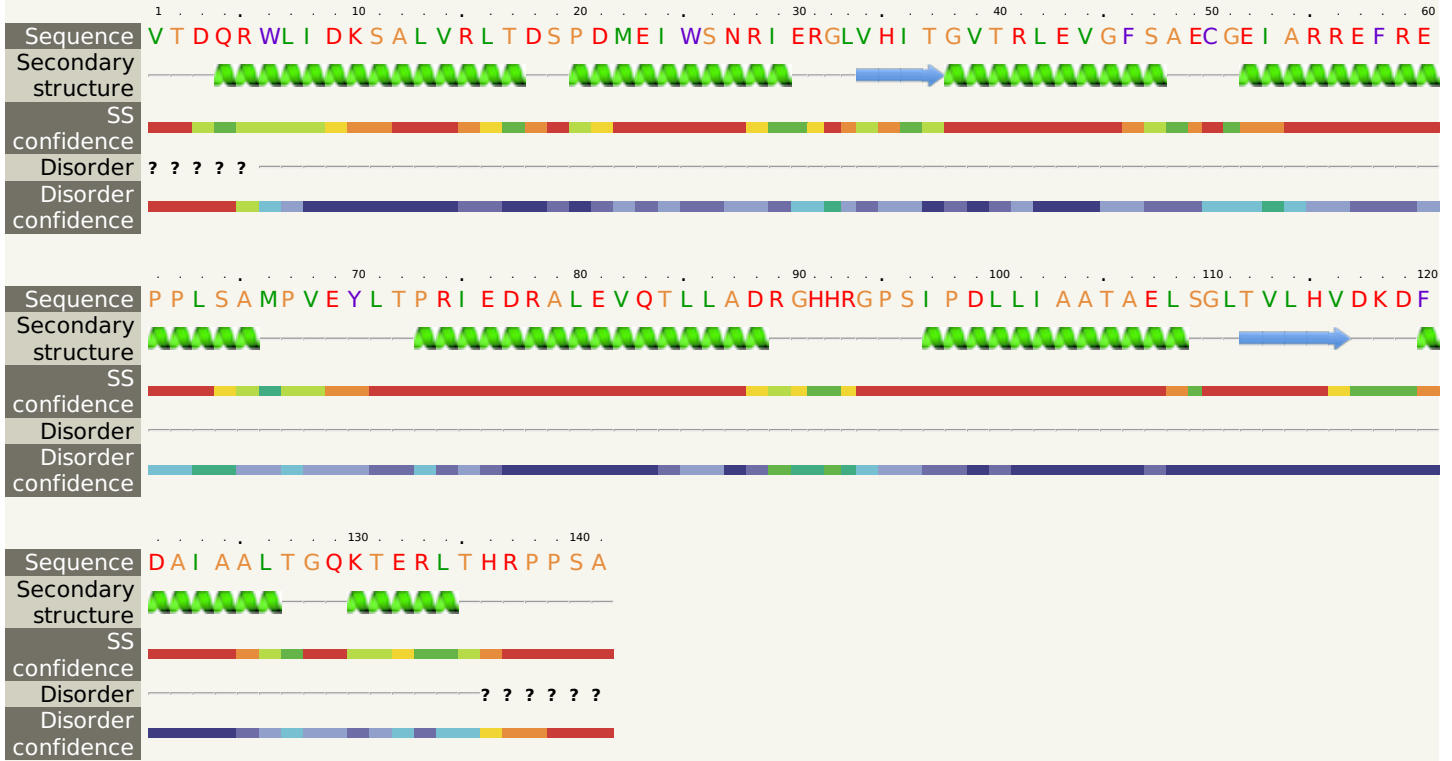 1 . . . . 20 . . . . 30 . . . . 40 . . . . 50 . . . . 60
Sequence V T D Q R W L I D K S A L V R L T D S P D M E I W S N R I E R G L V H I T G V T R L E V G F S A E C G E I A R R E F R E
Secondary
structure
SS
confidence
Disorder ? ? ? ? ?
Disorder
confidence
. . . . 70 . . . . 80 . . . . 90 . . . . 100 . . . . 110 . . . . 120
Sequence P P L S A M P V E Y L T P R I E D R A L E V Q T L L A D R G H H R G P S I P D L L I A A T A E L S G L T V L H V D K D F
Secondary
structure
SS
confidence
Disorder
Disorder
confidence
. . . . 130 . . . . 140 .
Sequence D A I A A L T G Q K T E R L T H R P P S A
Secondary
structure
SS
confidence
Disorder ? ? ? ? ? ?
Disorder
confidence